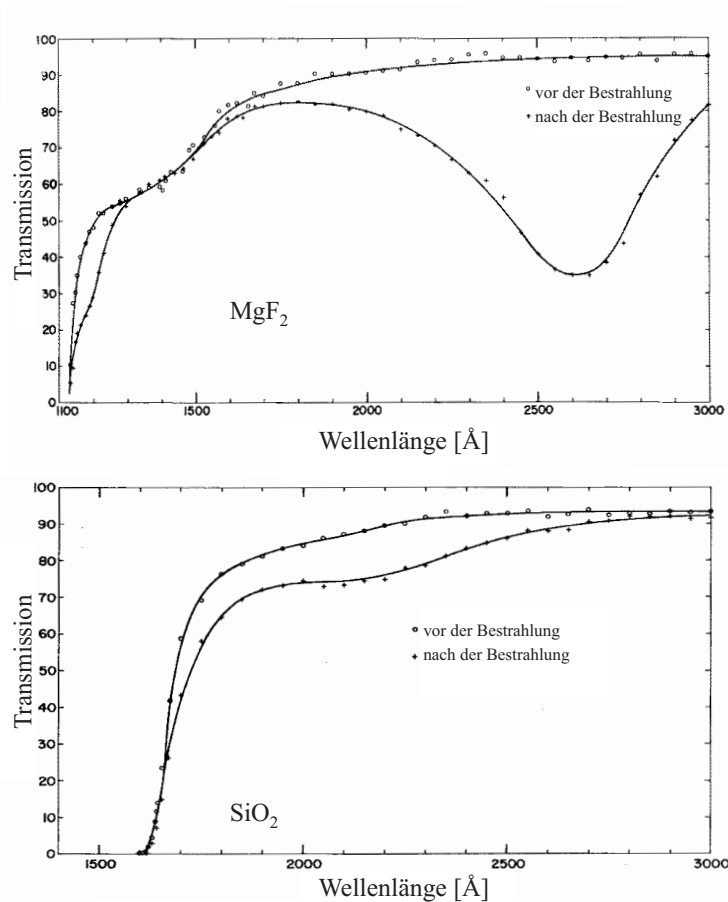 100
90
80
70
60
50
40
30
20
10
0
Transmission
vor der Bestrahlung
nach der Bestrahlung
MgF₂
1100 1500 2000 2500 3000
Wellenlänge [Å]
100
90
80
70
60
50
40
30
20
10
0
Transmission
vor der Bestrahlung
nach der Bestrahlung
SiO₂
1500 2000 2500 3000
Wellenlänge [Å]